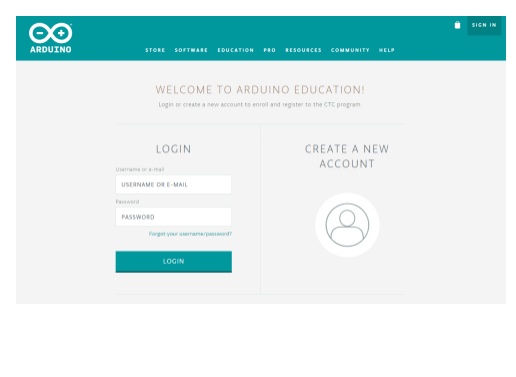 SIGN IN
ARDUINO
STORE SOFTWARE EDUCATION PRO RESOURCES COMMUNITY HELP
WELCOME TO ARDUINO EDUCATION!
Login or create a new account to enroll and register to the CTC program.
LOGIN
Username or e-mail
USERNAME OR E-MAIL
Password
PASSWORD
Forgot your username/password?
LOGIN
CREATE A NEW
ACCOUNT